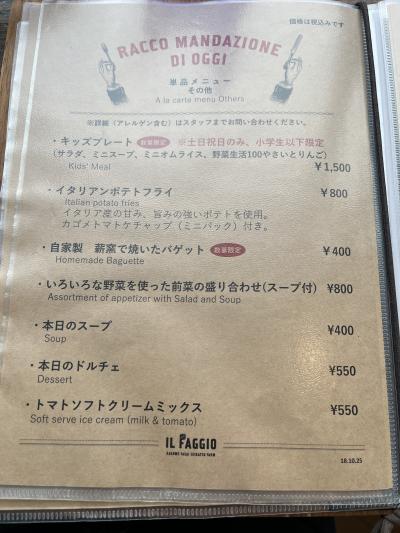 価格は税込みです
RACCO MANDAZIONE
DI OGGI
単品メニュー
その他
A la carte menu Others
※詳細(アレルゲン含む)はスタッフまでお問い合わせください。
・キッズプレート 数量限定 ※土日祝日のみ、小学生以下限定
(サラダ、ミニスープ、ミニオムライス、野菜生活100やさいとりんご)
Kids' Meal ¥1,500
・イタリアンポテトフライ ¥800
Italian potato fries
イタリア産の甘み、旨みの強いポテトを使用。
カゴメトマトケチャップ(ミニパック)付き。
・自家製 薪窯で焼いたバゲット 数量限定 ¥400
Homemade Baguette
・いろいろな野菜を使った前菜の盛り合わせ(スープ付) ¥800
Assortment of appetizer with Salad and Soup
・本日のスープ ¥400
Soup
・本日のドルチェ ¥550
Dessert
・トマトソフトクリームミックス ¥550
Soft serve ice cream (milk & tomato)
IL FAGGIO
18.10.25